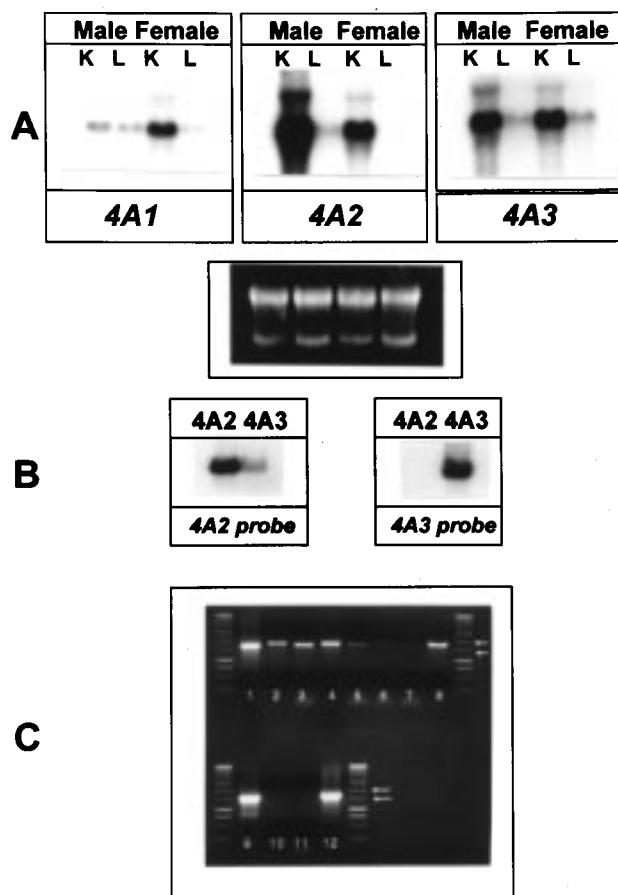 Male Female
K L K L
Male Female
K L K L
Male Female
K L K L
A
4A1
4A2
4A3
4A2 4A3
4A2 4A3
B
4A2 probe
4A3 probe
1 2 3 4 5 6 7 8
C
9 10 11 12